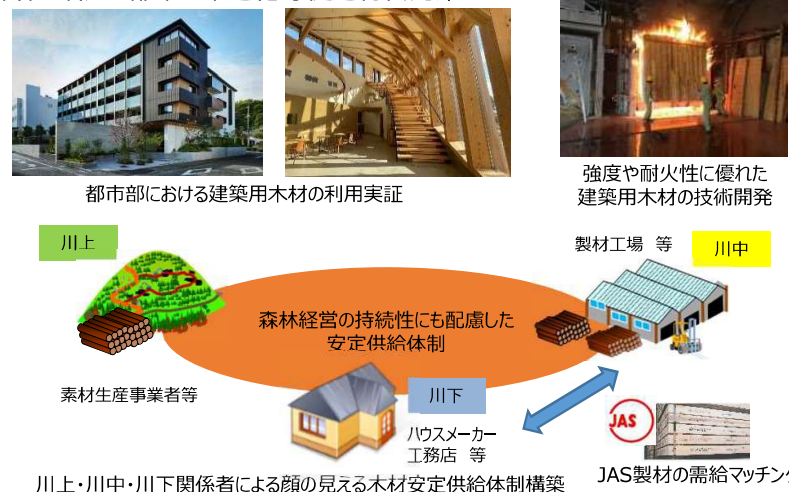 都市部における建築用木材の利用実証
強度や耐火性に優れた
建築用木材の技術開発
川上
製材工場 等
川中
森林経営の持続性にも配慮した
安定供給体制
素材生産事業者等
川下
ハウスメーカー
工務店 等
JAS
川上・川中・川下関係者による顔の見える木材安定供給体制構築
JAS製材の需給マッチング